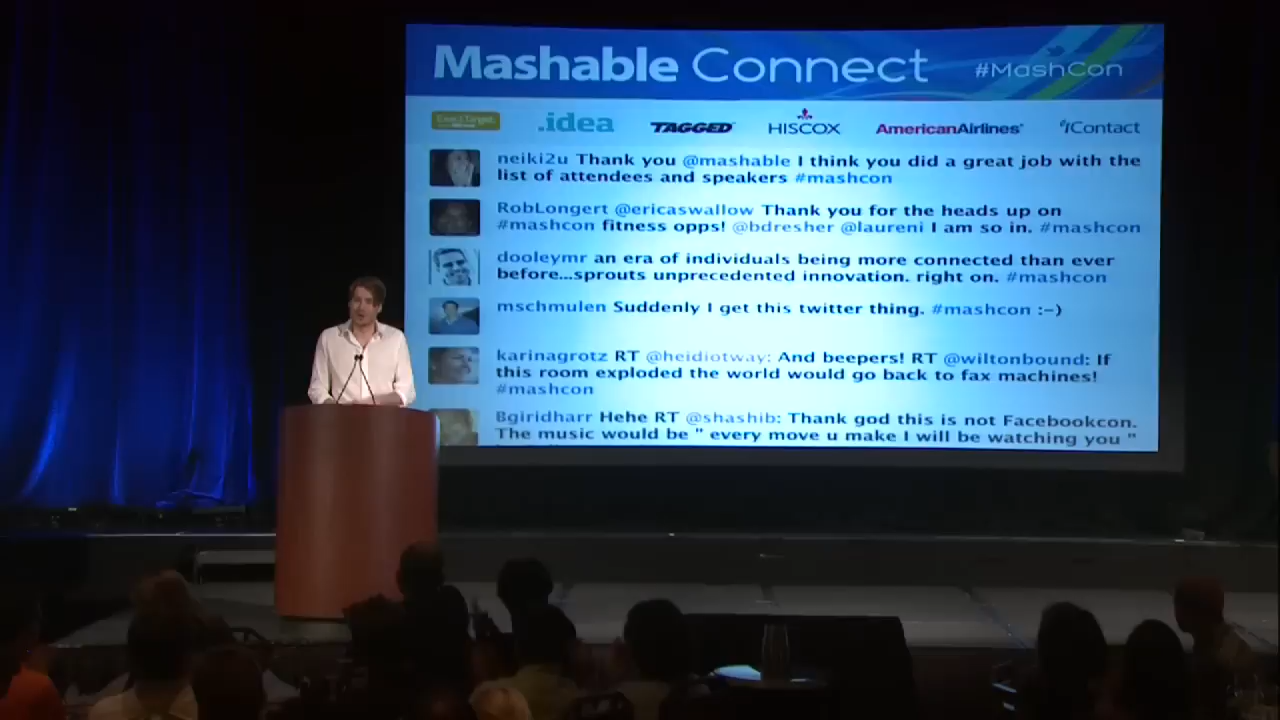 Mashable Connect #MashCon
ExactTarget. .idea TAGGED HISCOX AmericanAirlines iContact
neiki2u Thank you @mashable I think you did a great job with the
list of attendees and speakers #mashcon
RobLongert @ericaswallow Thank you for the heads up on
#mashcon fitness opps! @bdresher @laureni I am so in. #mashcon
dooleymr an era of individuals being more connected than ever
before...sprouts unprecedented innovation. right on. #mashcon
mschmulen Suddenly I get this twitter thing. #mashcon :-)
karinagrotz RT @heidiotway: And beepers! RT @wiltonbound: If
this room exploded the world would go back to fax machines!
#mashcon
Bgiridharr Hehe RT @shashib: Thank god this is not Facebookcon.
The music would be " every move u make I will be watching you "